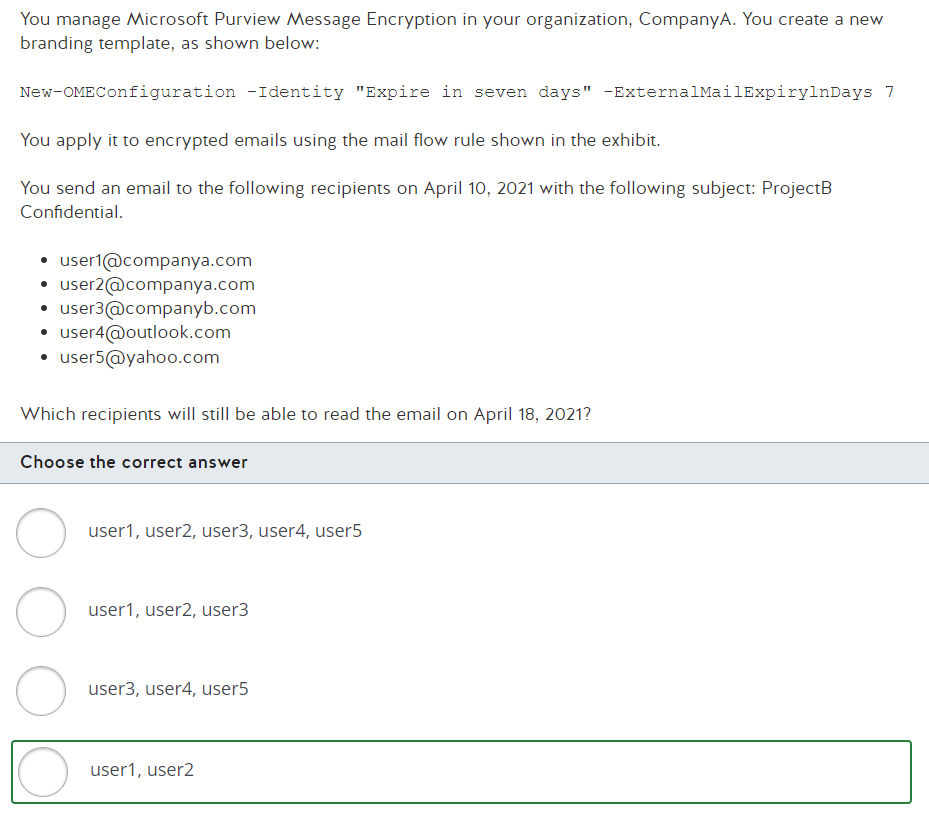 You manage Microsoft Purview Message Encryption in your organization, CompanyA. You create a new
branding template, as shown below:
New-OMEConfiguration -Identity "Expire in seven days" -ExternalMailExpirylnDays 7
You apply it to encrypted emails using the mail flow rule shown in the exhibit.
You send an email to the following recipients on April 10, 2021 with the following subject: ProjectB
Confidential.
• user1@companya.com
• user2@companya.com
• user3@companyb.com
• user4@outlook.com
• user5@yahoo.com
Which recipients will still be able to read the email on April 18, 2021?
Choose the correct answer
user1, user2, user3, user4, user5
user1, user2, user3
user3, user4, user5
user1, user2